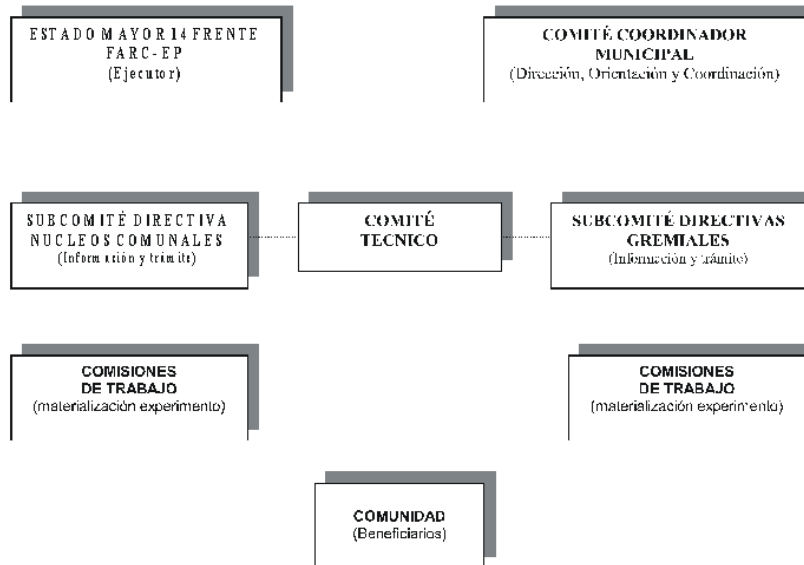 ESTADO MAYOR 14 FRENTE
FARC-EP
(Ejecutor)
COMITÉ COORDINADOR
MUNICIPAL
(Dirección, Orientación y Coordinación)
SUBCOMITÉ DIRECTIVA
NUCLEOS COMUNALES
(Información y trámite)
COMITÉ
TECNICO
SUBCOMITÉ DIRECTIVAS
GREMIALES
(Información y trámite)
COMISIONES
DE TRABAJO
(materialización experimento)
COMISIONES
DE TRABAJO
(materialización experimento)
COMUNIDAD
(Beneficiarios)